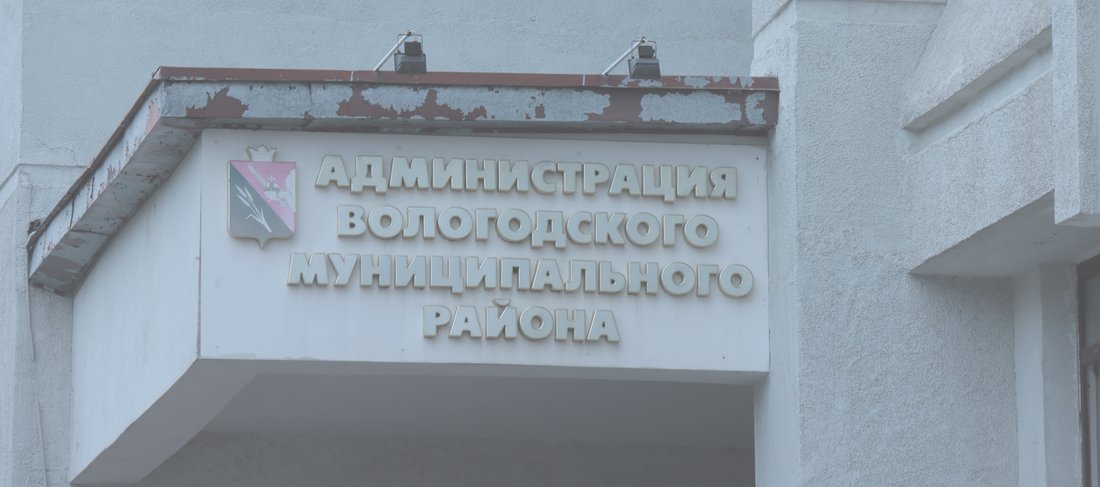 АДМИНИСТРАЦИЯ
ВОЛОГОДСКОГО
МУНИЦИПАЛЬНОГО
РАЙОНА